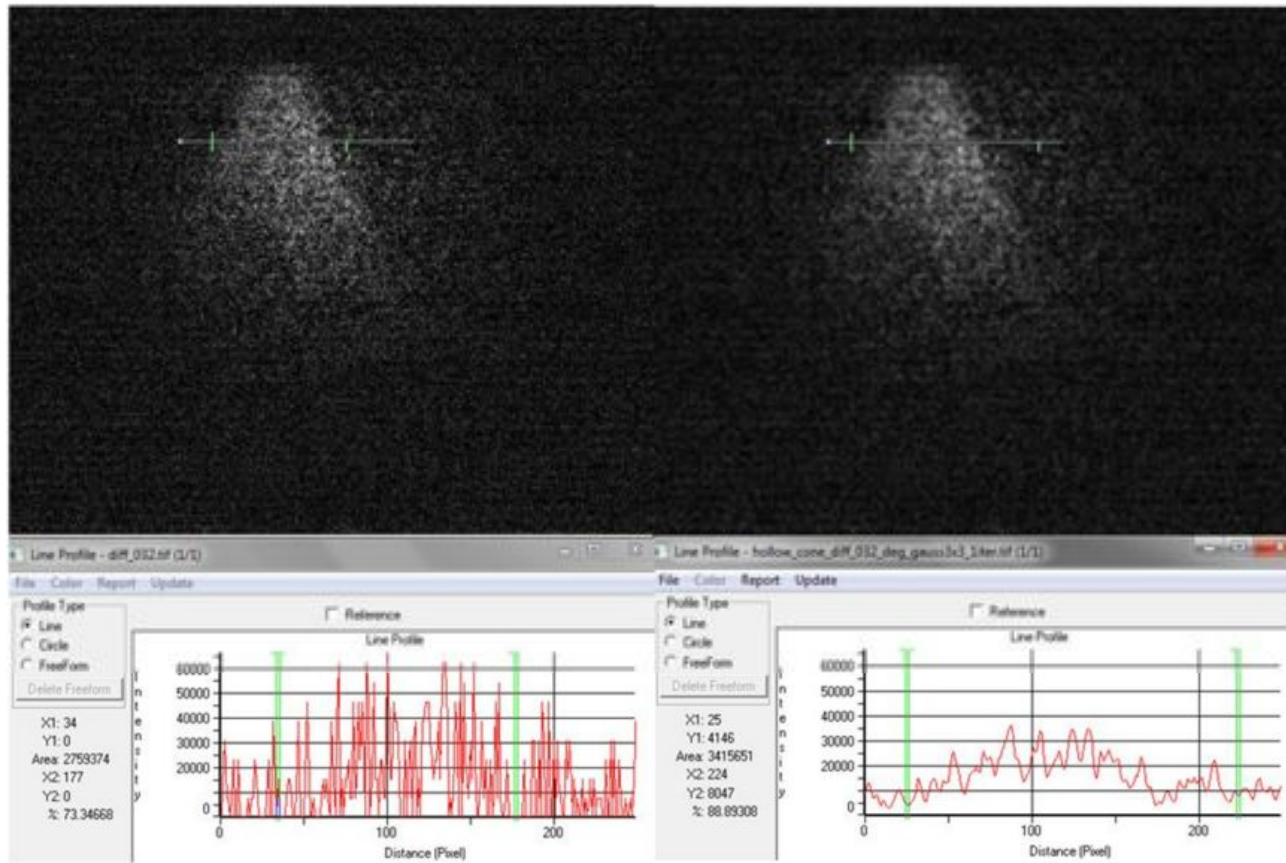 Line Profile - diff_032.tif (1/1)
File Color Report Update
Profile Type
Line
Circle
FreeForm
Delete Freeform
X1: 34
Y1: 0
Area: 2759374
X2: 177
Y2: 0
%: 73.34668
Reference
Line Profile
Intensity
60000
50000
40000
30000
20000
10000
0
0 100 200
Distance (Pixel)
Line Profile - hollow_cone_diff_032_deg_gauss3x3_1iter.tif (1/1)
File Color Report Update
Profile Type
Line
Circle
FreeForm
Delete Freeform
X1: 25
Y1: 4146
Area: 3415651
X2: 224
Y2: 8047
%: 88.89308
Reference
Line Profile
Intensity
60000
50000
40000
30000
20000
10000
0
0 100 200
Distance (Pixel)